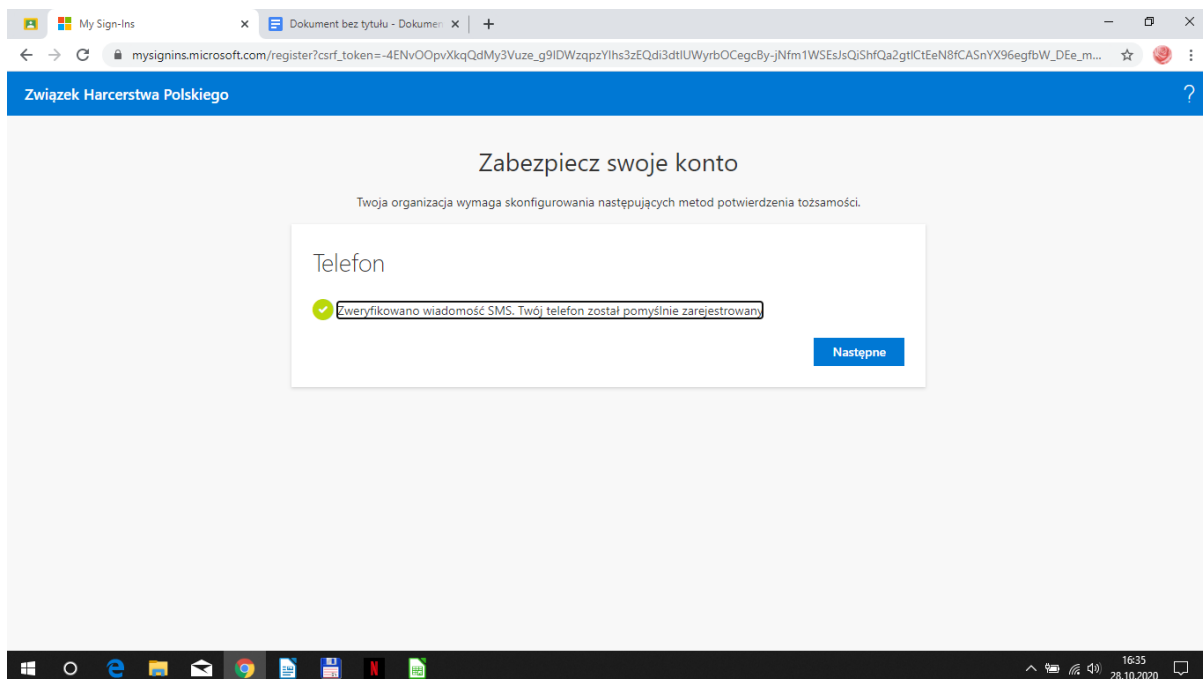 My Sign-Ins
Dokument bez tytułu - Dokumen
mysignins.microsoft.com/register?csrf_token=-4ENvOOpvXkqQdMy3Vuze_g9IDWzqpzYIhs3zEQdi3dtIUWyrbOCegcBy-jNfm1WSEsJsQiShfQa2gtICtEeN8fCASnYX96egfbW_DEe_m...
Związek Harcerstwa Polskiego
?
Zabezpiecz swoje konto
Twoja organizacja wymaga skonfigurowania następujących metod potwierdzenia tożsamości.
Telefon
Zweryfikowano wiadomość SMS. Twój telefon został pomyślnie zarejestrowany
Następne
N
16:35
28.10.2020